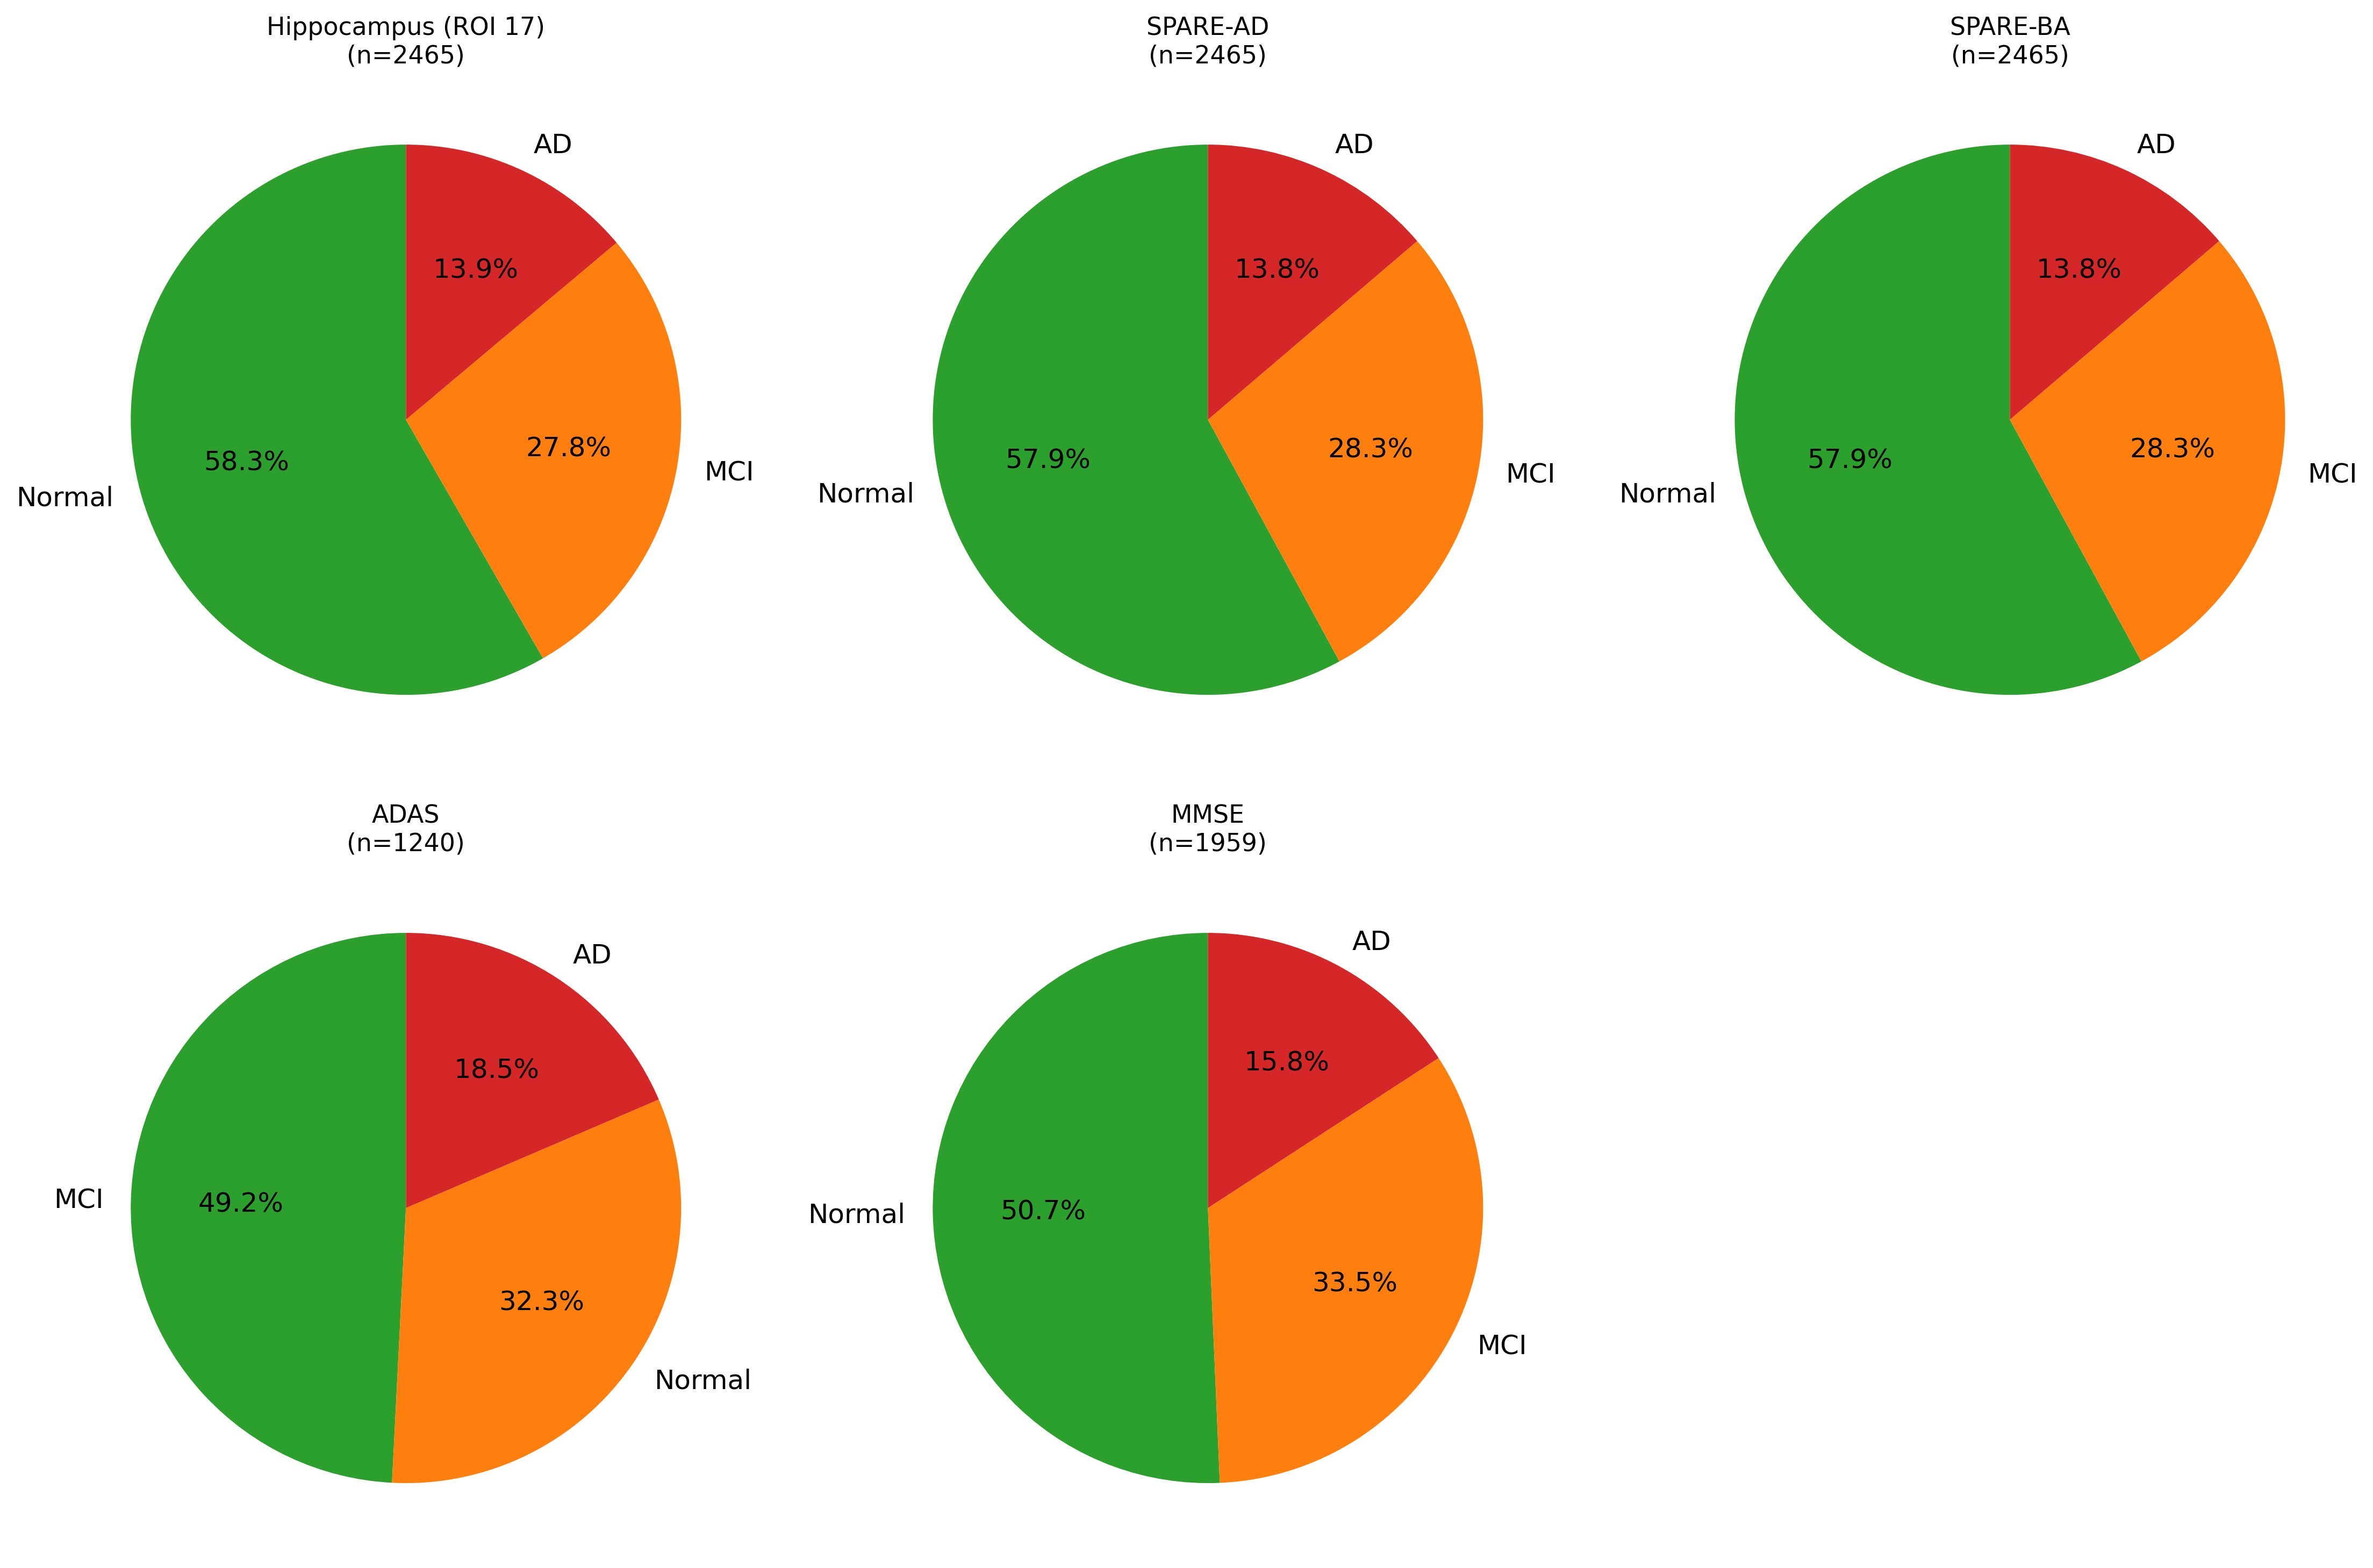 Hippocampus (ROI 17)
(n=2465)
AD
13.9%
27.8%
MCI
58.3%
Normal
SPARE-AD
(n=2465)
AD
13.8%
28.3%
MCI
57.9%
Normal
SPARE-BA
(n=2465)
AD
13.8%
28.3%
MCI
57.9%
Normal
ADAS
(n=1240)
AD
18.5%
MCI
49.2%
32.3%
Normal
MMSE
(n=1959)
AD
15.8%
Normal
50.7%
33.5%
MCI